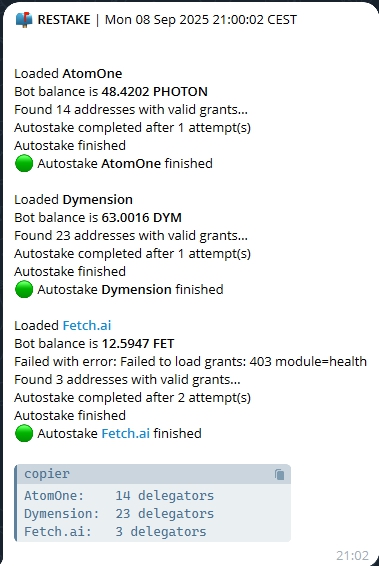 📬 RESTAKE | Mon 08 Sep 2025 21:00:02 CEST
Loaded AtomOne
Bot balance is 48.4202 PHOTON
Found 14 addresses with valid grants...
Autostake completed after 1 attempt(s)
Autostake finished
🟢 Autostake AtomOne finished
Loaded Dymension
Bot balance is 63.0016 DYM
Found 23 addresses with valid grants...
Autostake completed after 1 attempt(s)
Autostake finished
🟢 Autostake Dymension finished
Loaded Fetch.ai
Bot balance is 12.5947 FET
Failed with error: Failed to load grants: 403 module=health
Found 3 addresses with valid grants...
Autostake completed after 2 attempt(s)
Autostake finished
🟢 Autostake Fetch.ai finished
copier
AtomOne: 14 delegators
Dymension: 23 delegators
Fetch.ai: 3 delegators
21:02